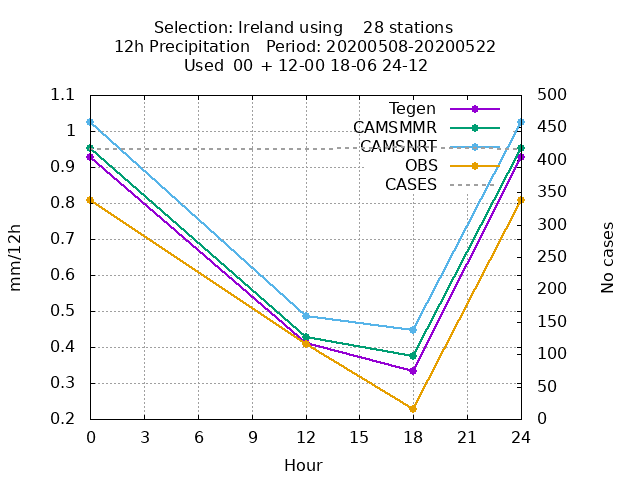 Selection: Ireland using    28 stations
12h Precipitation   Period: 20200508-20200522
Used  00 + 12-00 18-06 24-12
1.1
1
0.9
0.8
0.7
0.6
0.5
0.4
0.3
0.2
mm/12h
500
450
400
350
300
250
200
150
100
50
0
No cases
Tegen
CAMSMMR
CAMSNRT
OBS
CASES
0 3 6 9 12 15 18 21 24
Hour